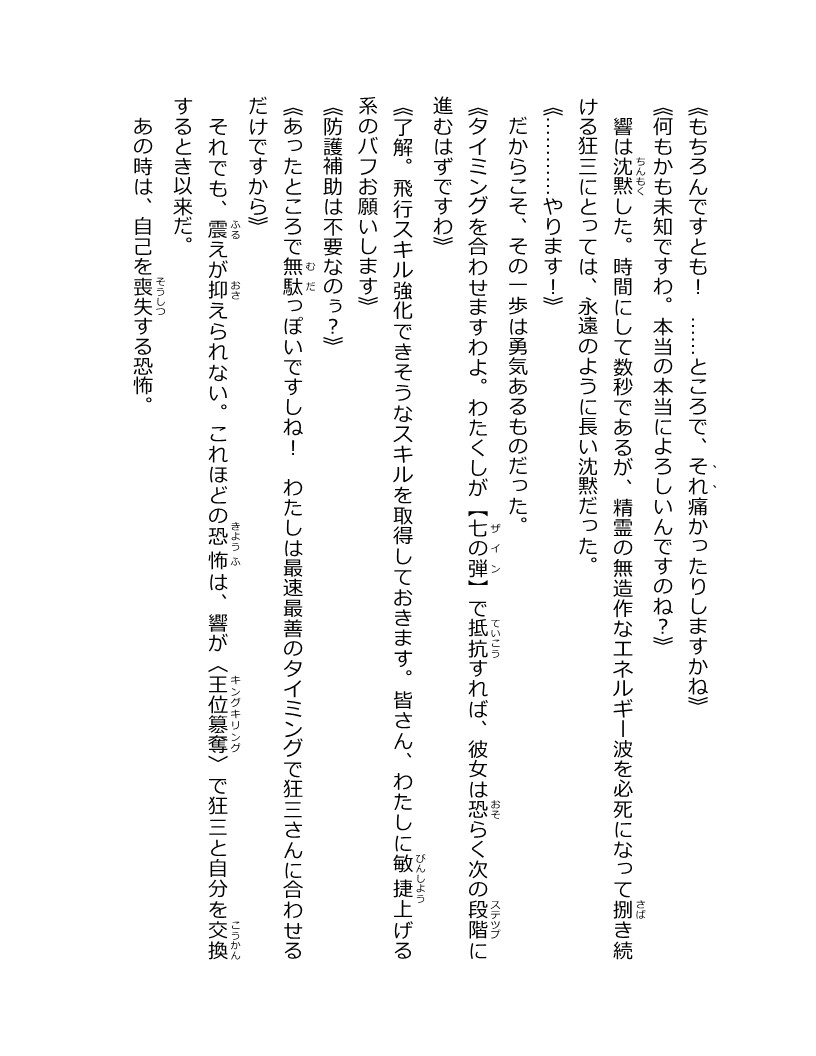 《もちろんですとも！　……ところで、それ痛かったりしますかね》
《何もかも未知ですわ。本当の本当によろしいんですのね？》
　響は沈黙した。時間にして数秒であるが、精霊の無造作なエネルギー波を必死になって捌き続
ける狂三にとっては、永遠のように長い沈黙だった。
《…………やります！》
　だからこそ、その一歩は勇気あるものだった。
《タイミングを合わせますわよ。わたくしが【七の弾】で抵抗すれば、彼女は恐らく次の段階に
進むはずですわ》
《了解。飛行スキル強化できそうなスキルを取得しておきます。皆さん、わたしに敏捷上げる
系のバフお願いします》
《防護補助は不要なのぅ？》
《あったところで無駄っぽいですしね！　わたしは最速最善のタイミングで狂三さんに合わせる
だけですから》
　それでも、震えが抑えられない。これほどの恐怖は、響が〈王位簒奪〉で狂三と自分を交換
するとき以来だ。
　あの時は、自己を喪失する恐怖。